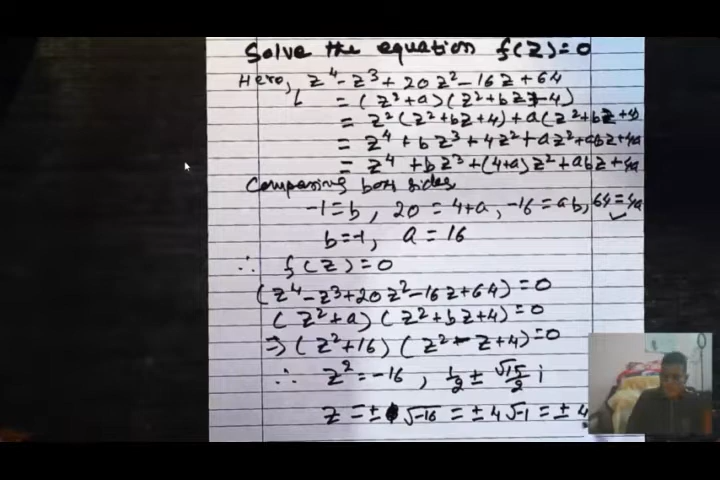 Solve the equation f(z)=0
Here, z⁴-z³+20z²-16z+64
= (z²+a)(z²+bz+4)
= z²(z²+bz+4)+a(z²+bz+4)
= z⁴+bz³+4z²+az²+abz+4a
= z⁴+bz³+(4+a)z²+abz+4a
Comparing both sides
-1=b, 20=4+a, -16=ab, 64=4a
b=-1, a=16
∴ f(z)=0
(z⁴-z³+20z²-16z+64)=0
(z²+a)(z²+bz+4)=0
⇒(z²+16)(z²-z+4)=0
∴ z²=-16, 1/2 ± √15/2 i
z=±√-16=±4√-1=±4